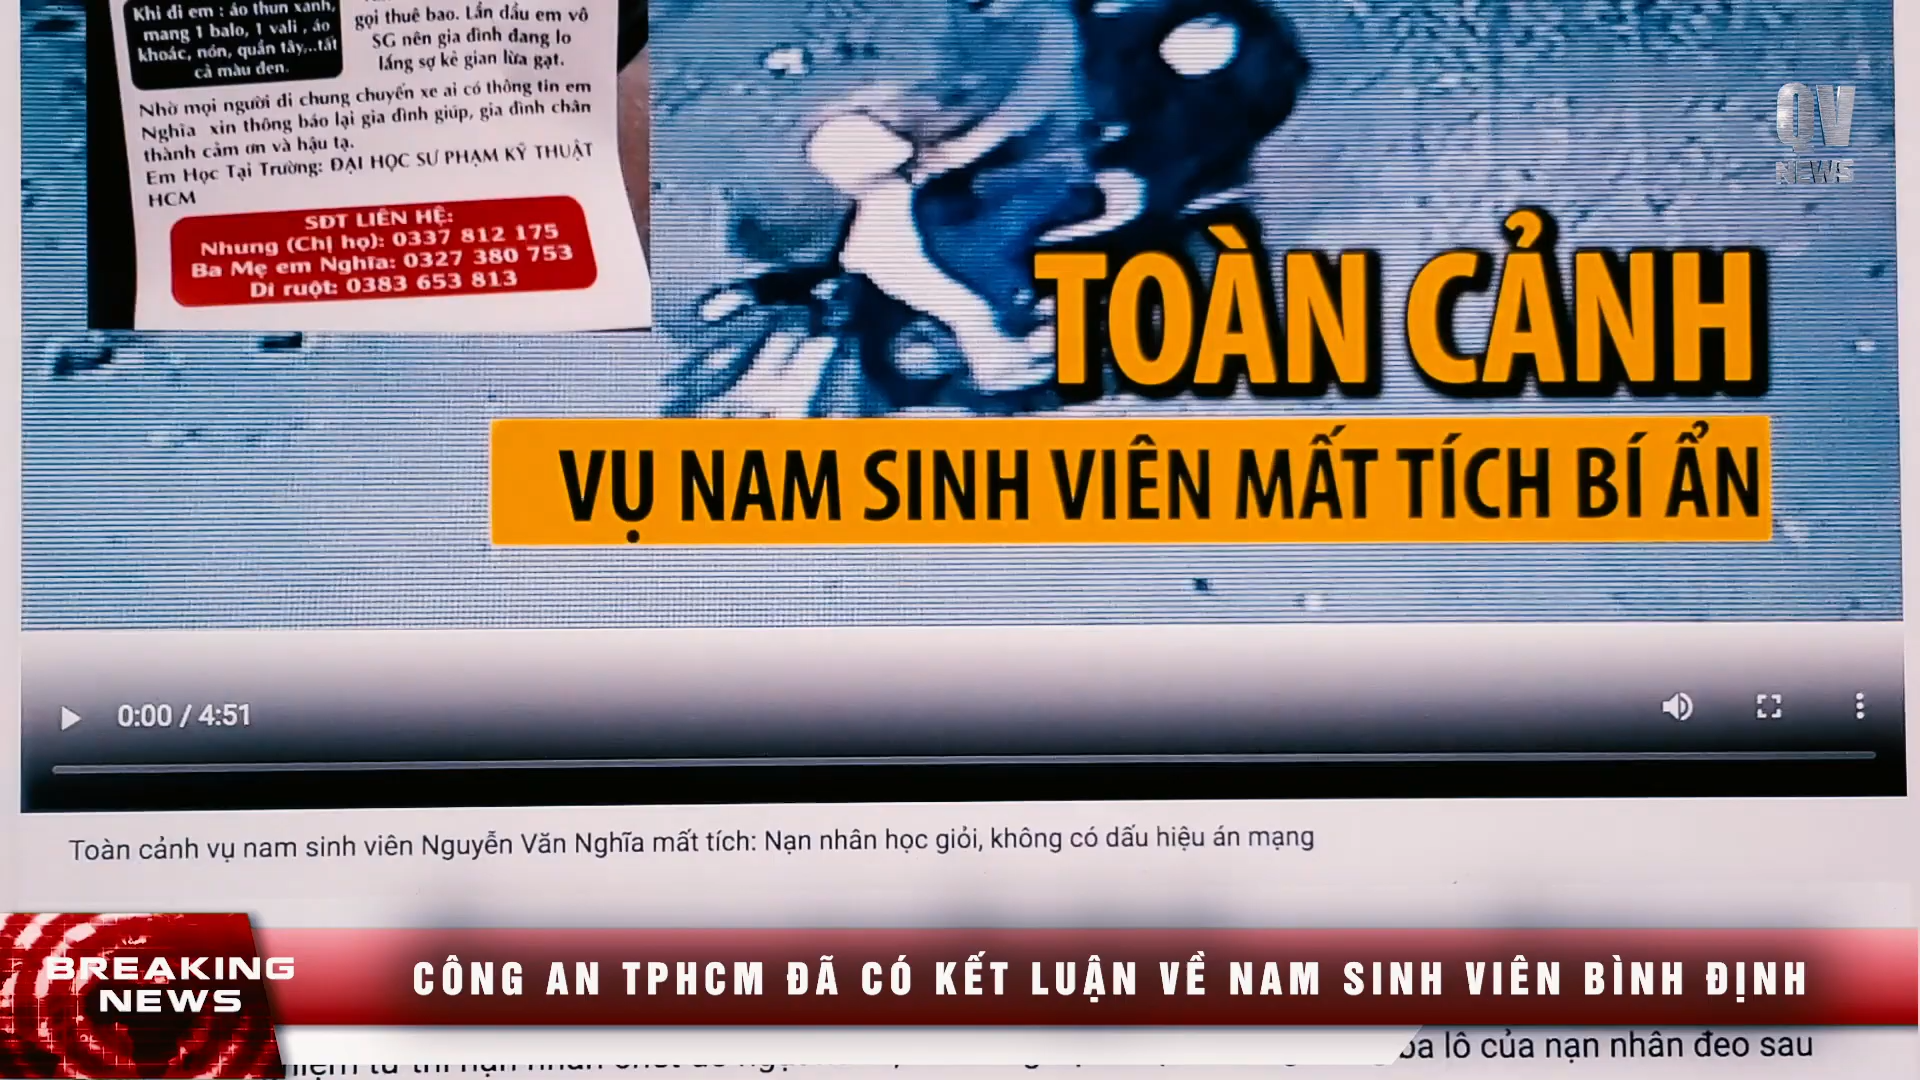 Khi đi em : áo thun xanh,
mang 1 balo, 1 vali , áo
khoác, nón, quần tây,..tất
cả màu đen.
gọi thuê bao. Lần đầu em vô
SG nên gia đình đang lo
lắng sợ kẻ gian lừa gạt.
Nhờ mọi người đi chung chuyến xe ai có thông tin em
Nghĩa xin thông báo lại gia đình giúp, gia đình chân
thành cảm ơn và hậu tạ.
Em Học Tại Trường: ĐẠI HỌC SƯ PHẠM KỸ THUẬT
HCM
SĐT LIÊN HỆ:
Nhung (Chị họ): 0337 812 175
Ba Mẹ em Nghĩa: 0327 380 753
Dì ruột: 0383 653 813
QV
NEWS
TOÀN CẢNH
VỤ NAM SINH VIÊN MẤT TÍCH BÍ ẨN
0:00 / 4:51
Toàn cảnh vụ nam sinh viên Nguyễn Văn Nghĩa mất tích: Nạn nhân học giỏi, không có dấu hiệu án mạng
BREAKING
NEWS
CÔNG AN TPHCM ĐÃ CÓ KẾT LUẬN VỀ NAM SINH VIÊN BÌNH ĐỊNH
lô của nạn nhân đeo sau